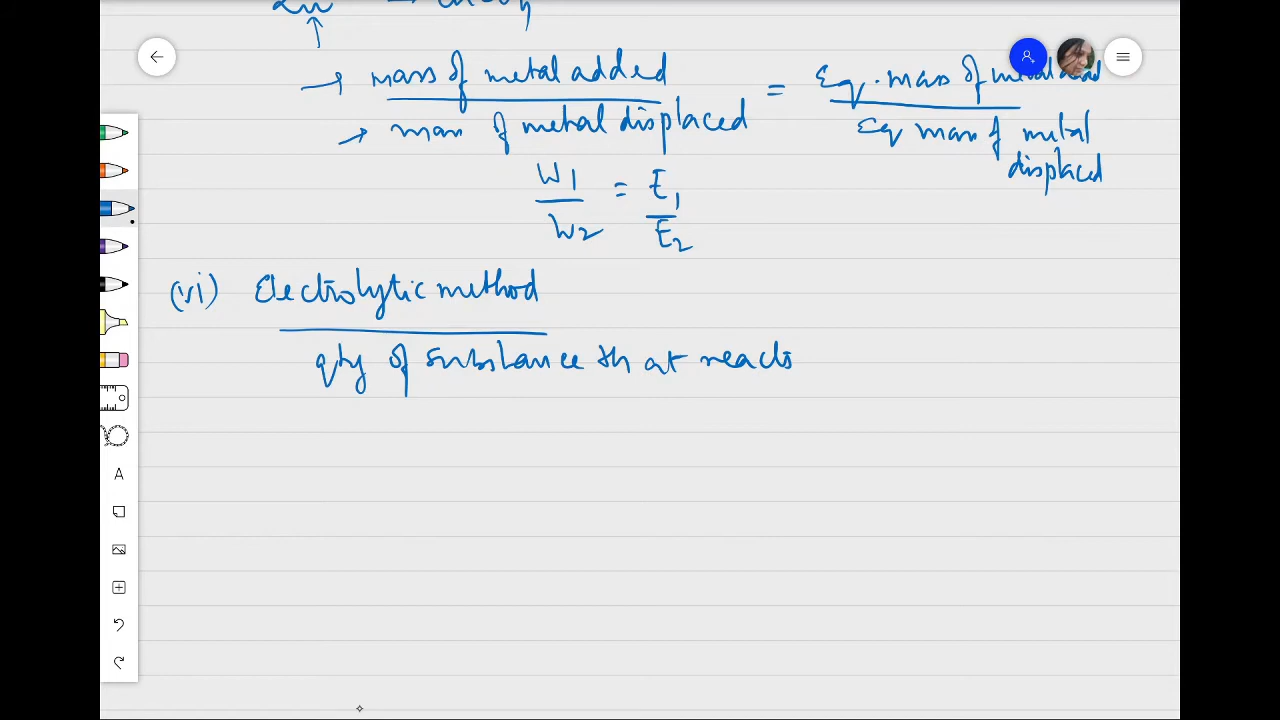 mass of metal added = Eq. mass of metal added
mass of metal displaced Eq mass of metal displaced
W1 = E1
W2 E2
(vi) Electrolytic method
qty of substance that reacts
A